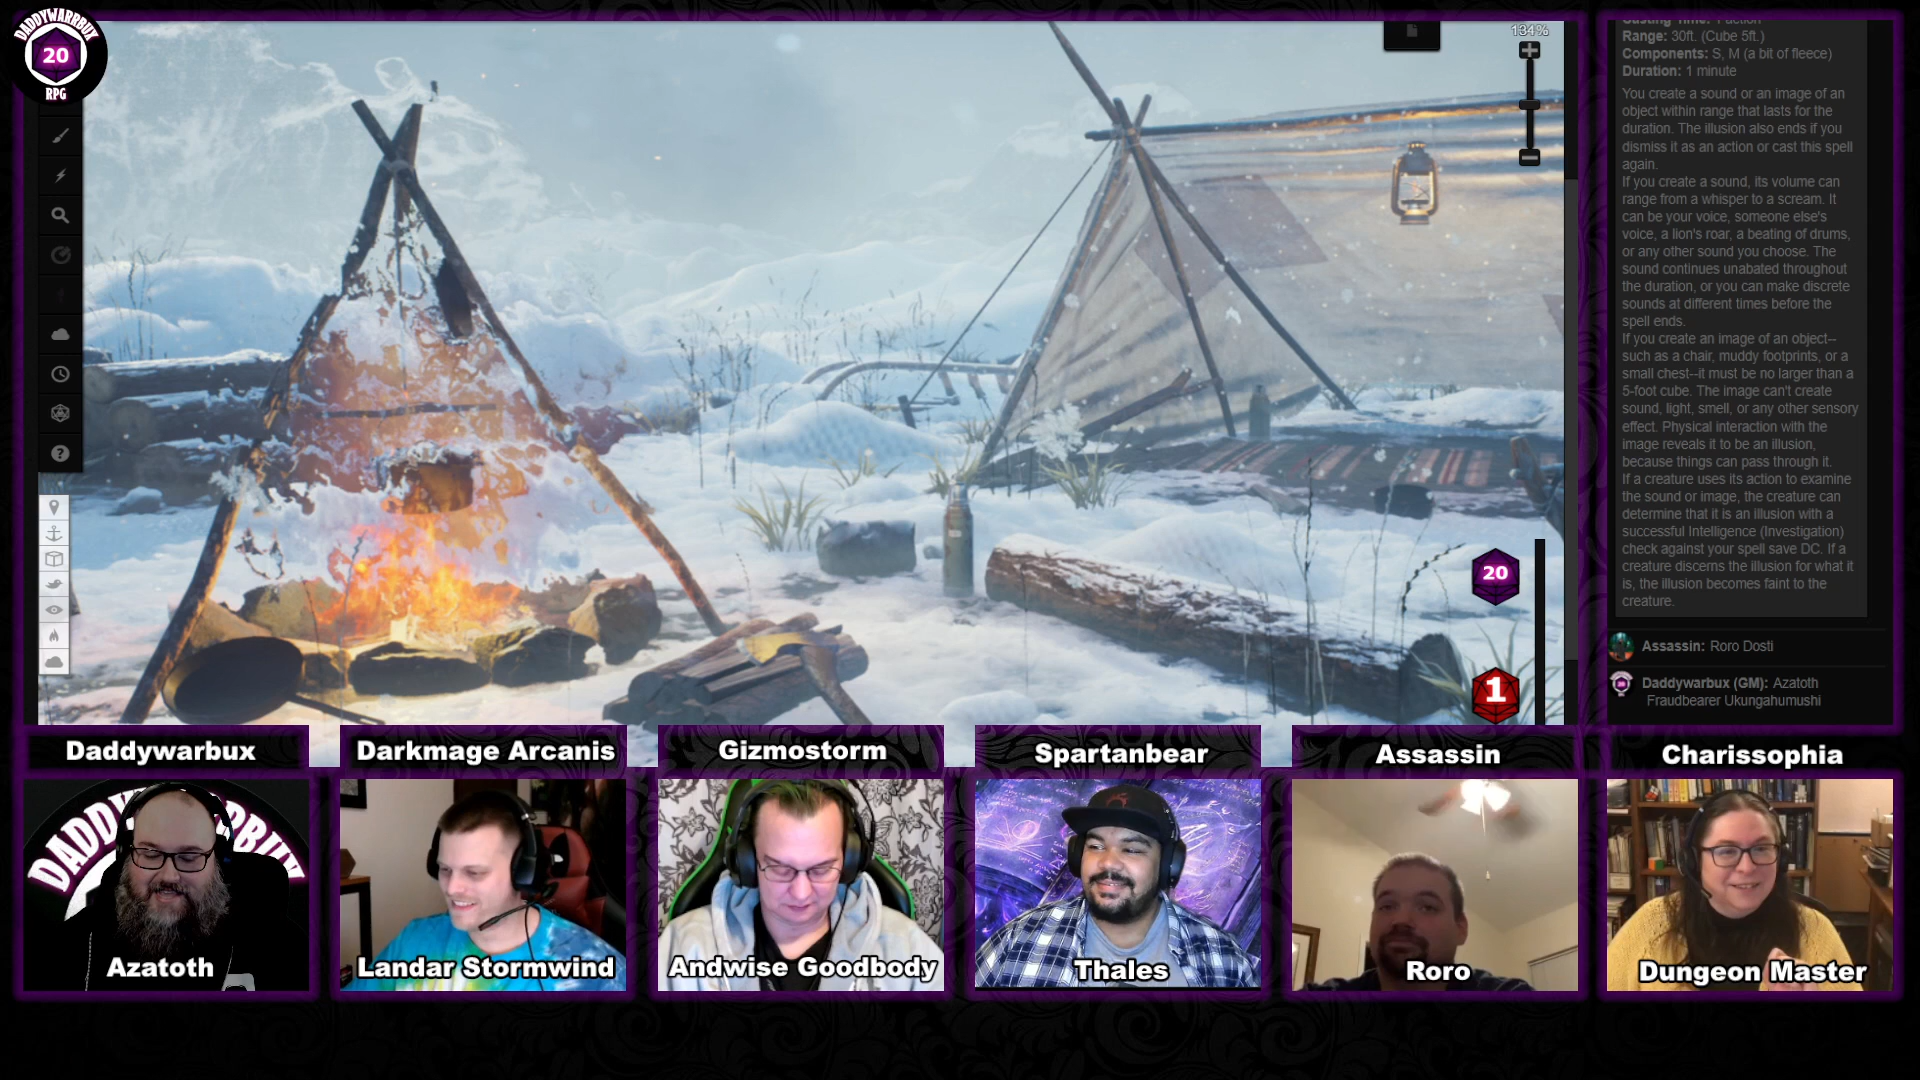 DADDYWARRBUX
20
RPG
134%
Casting Time: 1 action
Range: 30ft. (Cube 5ft.)
Components: S, M (a bit of fleece)
Duration: 1 minute
You create a sound or an image of an
object within range that lasts for the
duration. The illusion also ends if you
dismiss it as an action or cast this spell
again.
If you create a sound, its volume can
range from a whisper to a scream. It
can be your voice, someone else's
voice, a lion's roar, a beating of drums,
or any other sound you choose. The
sound continues unabated throughout
the duration, or you can make discrete
sounds at different times before the
spell ends.
If you create an image of an object--
such as a chair, muddy footprints, or a
small chest--it must be no larger than a
5-foot cube. The image can't create
sound, light, smell, or any other sensory
effect. Physical interaction with the
image reveals it to be an illusion,
because things can pass through it.
If a creature uses its action to examine
the sound or image, the creature can
determine that it is an illusion with a
successful Intelligence (Investigation)
check against your spell save DC. If a
creature discerns the illusion for what it
is, the illusion becomes faint to the
creature.
Assassin: Roro Dosti
Daddywarbux (GM): Azatoth
Fraudbearer Ukungahumushi
20
1
Daddywarbux
Darkmage Arcanis
Gizmostorm
Spartanbear
Assassin
Charissophia
Azatoth
Landar Stormwind
Andwise Goodbody
Thales
Roro
Dungeon Master